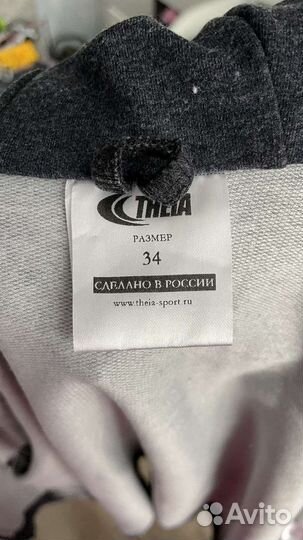 THEIA
РАЗМЕР
34
СДЕЛАНО В РОССИИ
www.theia-sport.ru
Avito